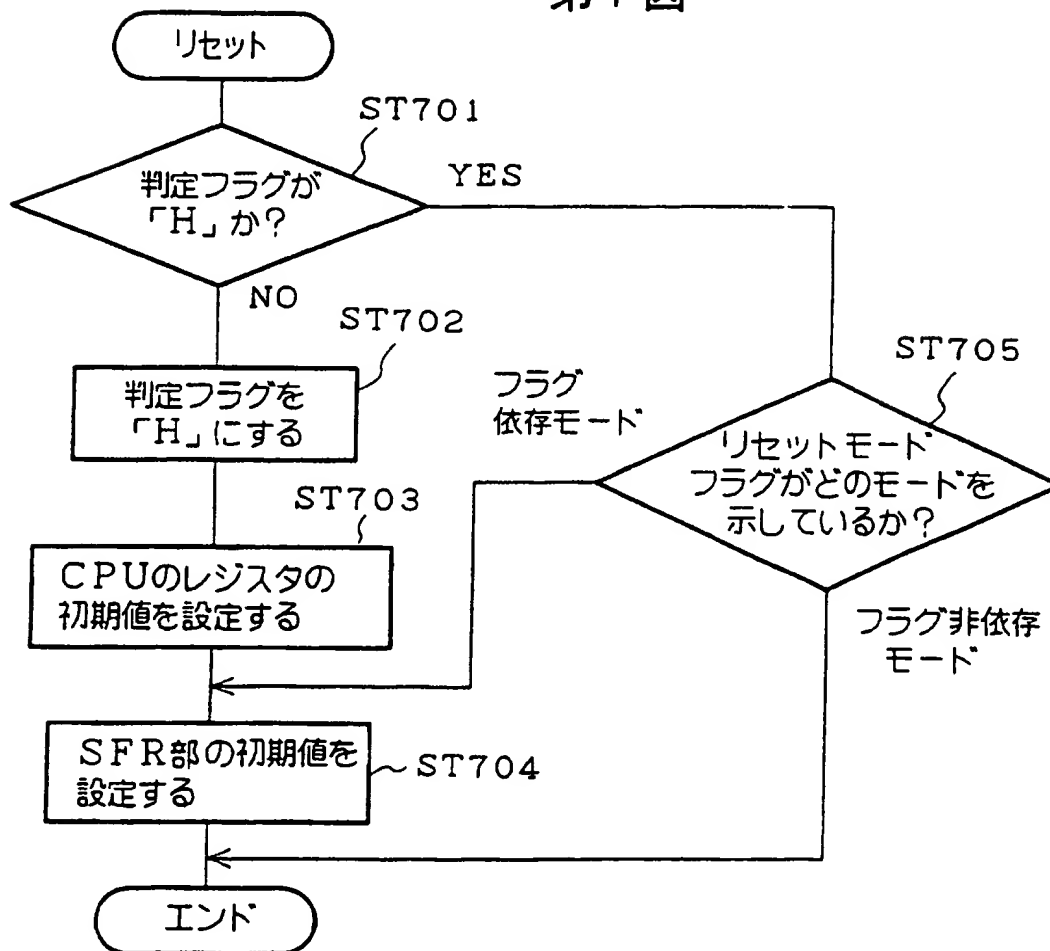 第7図
リセット
ST701
判定フラグが
「H」か?
YES
NO
ST702
判定フラグを
「H」にする
ST703
CPUのレジスタの
初期値を設定する
SFR部の初期値を
設定する
ST704
フラグ
依存モード
ST705
リセットモード
フラグがどのモードを
示しているか?
フラグ非依存
モード
エンド